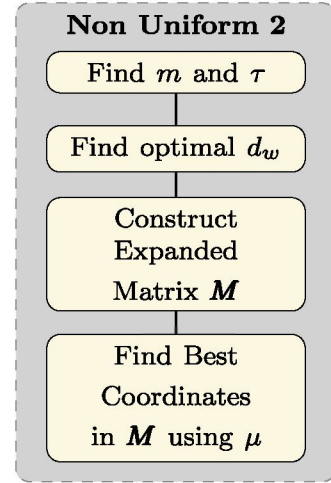 Non Uniform 2
Find m and τ
Find optimal d_w
Construct
Expanded
Matrix M
Find Best
Coordinates
in M using μ